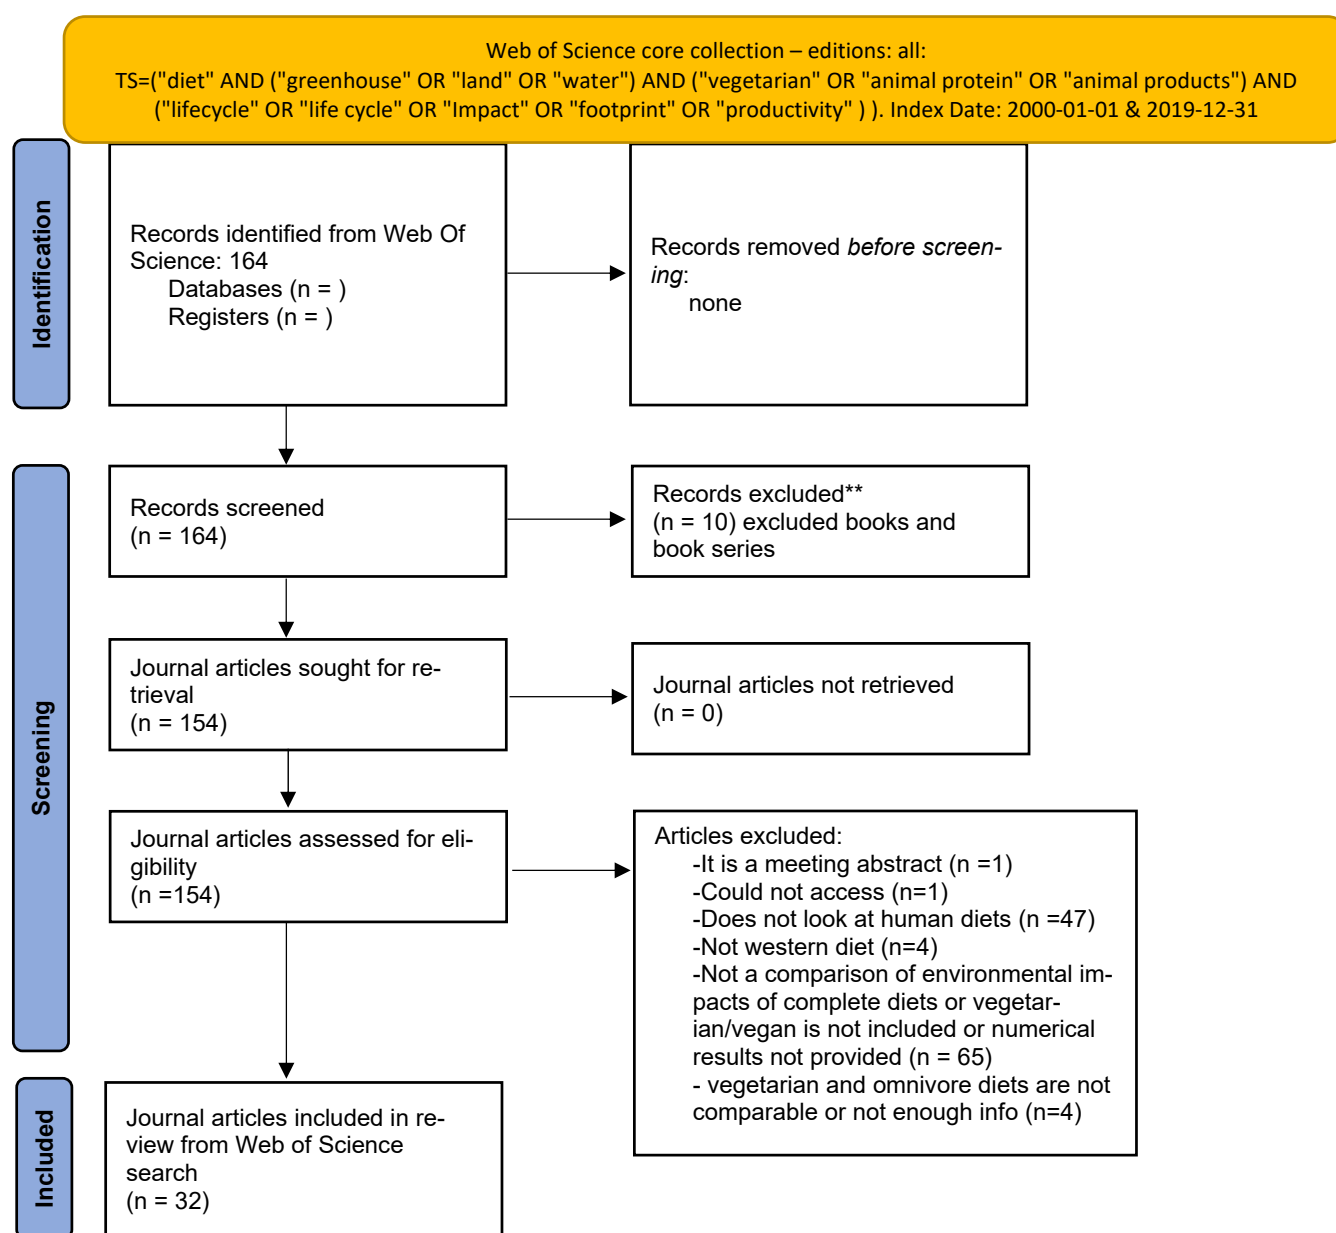 Web of Science core collection – editions: all:
TS=("diet" AND ("greenhouse" OR "land" OR "water") AND ("vegetarian" OR "animal protein" OR "animal products") AND
("lifecycle" OR "life cycle" OR "Impact" OR "footprint" OR "productivity" ) ). Index Date: 2000-01-01 & 2019-12-31
Identification
Records identified from Web Of
Science: 164
Databases (n = )
Registers (n = )
Records removed before screen-
ing:
none
Screening
Records screened
(n = 164)
Records excluded**
(n = 10) excluded books and
book series
Journal articles sought for re-
trieval
(n = 154)
Journal articles not retrieved
(n = 0)
Journal articles assessed for eli-
gibility
(n =154)
Articles excluded:
-It is a meeting abstract (n =1)
-Could not access (n=1)
-Does not look at human diets (n =47)
-Not western diet (n=4)
-Not a comparison of environmental im-
pacts of complete diets or vegetar-
ian/vegan is not included or numerical
results not provided (n = 65)
- vegetarian and omnivore diets are not
comparable or not enough info (n=4)
Included
Journal articles included in re-
view from Web of Science
search
(n = 32)